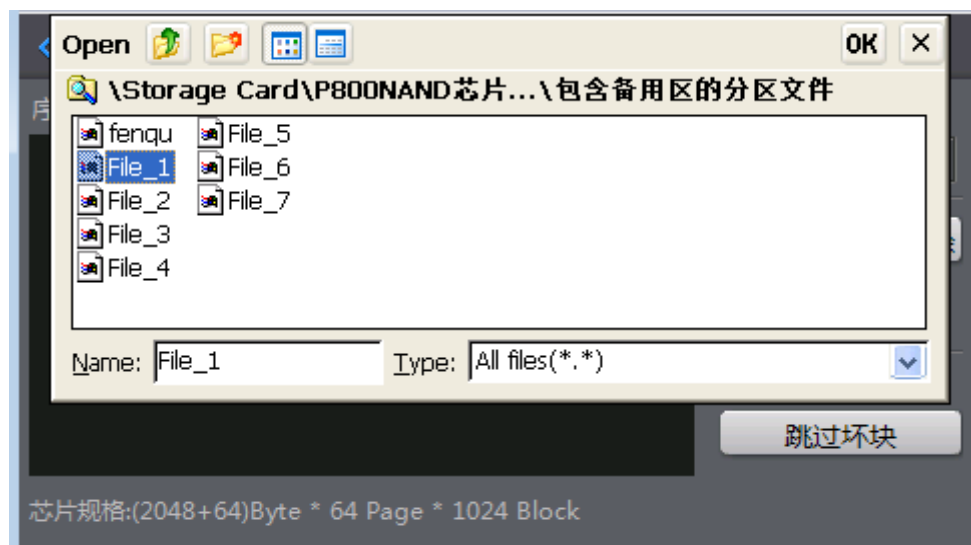 Open OK
\Storage Card\P800NAND芯片...\包含备用区的分区文件
序
fenqu File_5
File_1 File_6
File_2 File_7
File_3
File_4
Name: File_1 Type: All files(*.*)
跳过坏块
芯片规格:(2048+64)Byte * 64 Page * 1024 Block